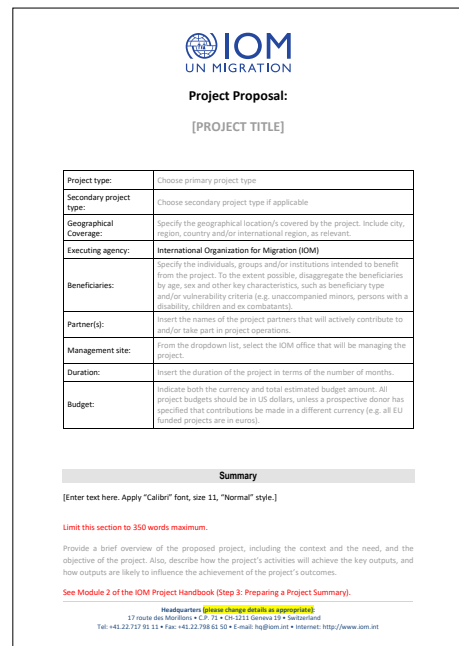 IOM
UN MIGRATION
Project Proposal:
[PROJECT TITLE]
Project type:
Choose primary project type
Secondary project
type:
Choose secondary project type if applicable
Geographical
Coverage:
Specify the geographical location/s covered by the project. Include city,
region, country and/or international region, as relevant.
Executing agency:
International Organization for Migration (IOM)
Beneficiaries:
Specify the individuals, groups and/or institutions intended to benefit
from the project. To the extent possible, disaggregate the beneficiaries
by age, sex and other key characteristics, such as beneficiary type
and/or vulnerability criteria (e.g. unaccompanied minors, persons with a
disability, children and ex combatants).
Partner(s):
Insert the names of the project partners that will actively contribute to
and/or take part in project operations.
Management site:
From the dropdown list, select the IOM office that will be managing the
project.
Duration:
Insert the duration of the project in terms of the number of months.
Budget:
Indicate both the currency and total estimated budget amount. All
project budgets should be in US dollars, unless a prospective donor has
specified that contributions be made in a different currency (e.g. all EU
funded projects are in euros).
Summary
[Enter text here. Apply “Calibri” font, size 11, “Normal” style.]
Limit this section to 350 words maximum.
Provide a brief overview of the proposed project, including the context and the need, and the
objective of the project. Also, describe how the project’s activities will achieve the key outputs, and
how outputs are likely to influence the achievement of the project’s outcomes.
See Module 2 of the IOM Project Handbook (Step 3: Preparing a Project Summary).
Headquarters (please change details as appropriate):
17 route des Morillons • C.P. 71 • CH-1211 Geneva 19 • Switzerland
Tel: +41.22.717 91 11 • Fax: +41.22.798 61 50 • E-mail: hq@iom.int • Internet: http://www.iom.int